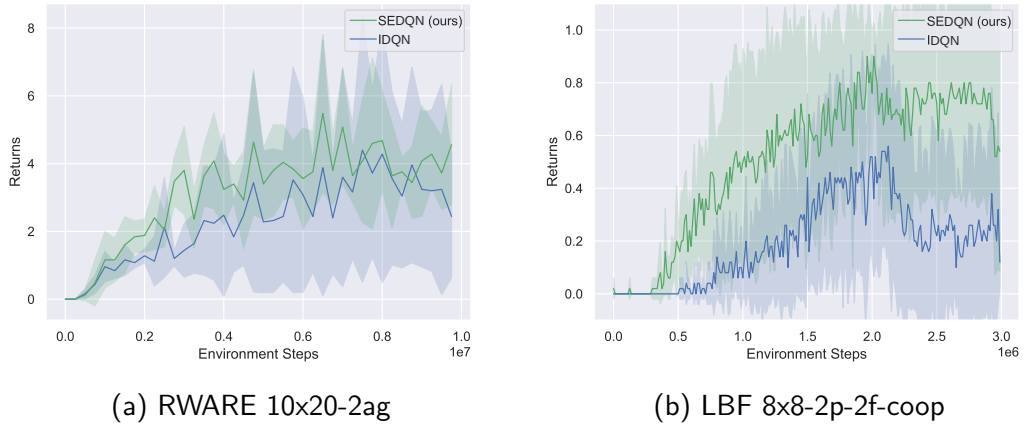 SEDQN (ours)
IDQN
Returns
8
6
4
2
0
0.0 0.2 0.4 0.6 0.8 1.0
Environment Steps
1e7
(a) RWARE 10x20-2ag
SEDQN (ours)
IDQN
Returns
1.0
0.8
0.6
0.4
0.2
0.0
0.0 0.5 1.0 1.5 2.0 2.5 3.0
Environment Steps
1e6
(b) LBF 8x8-2p-2f-coop